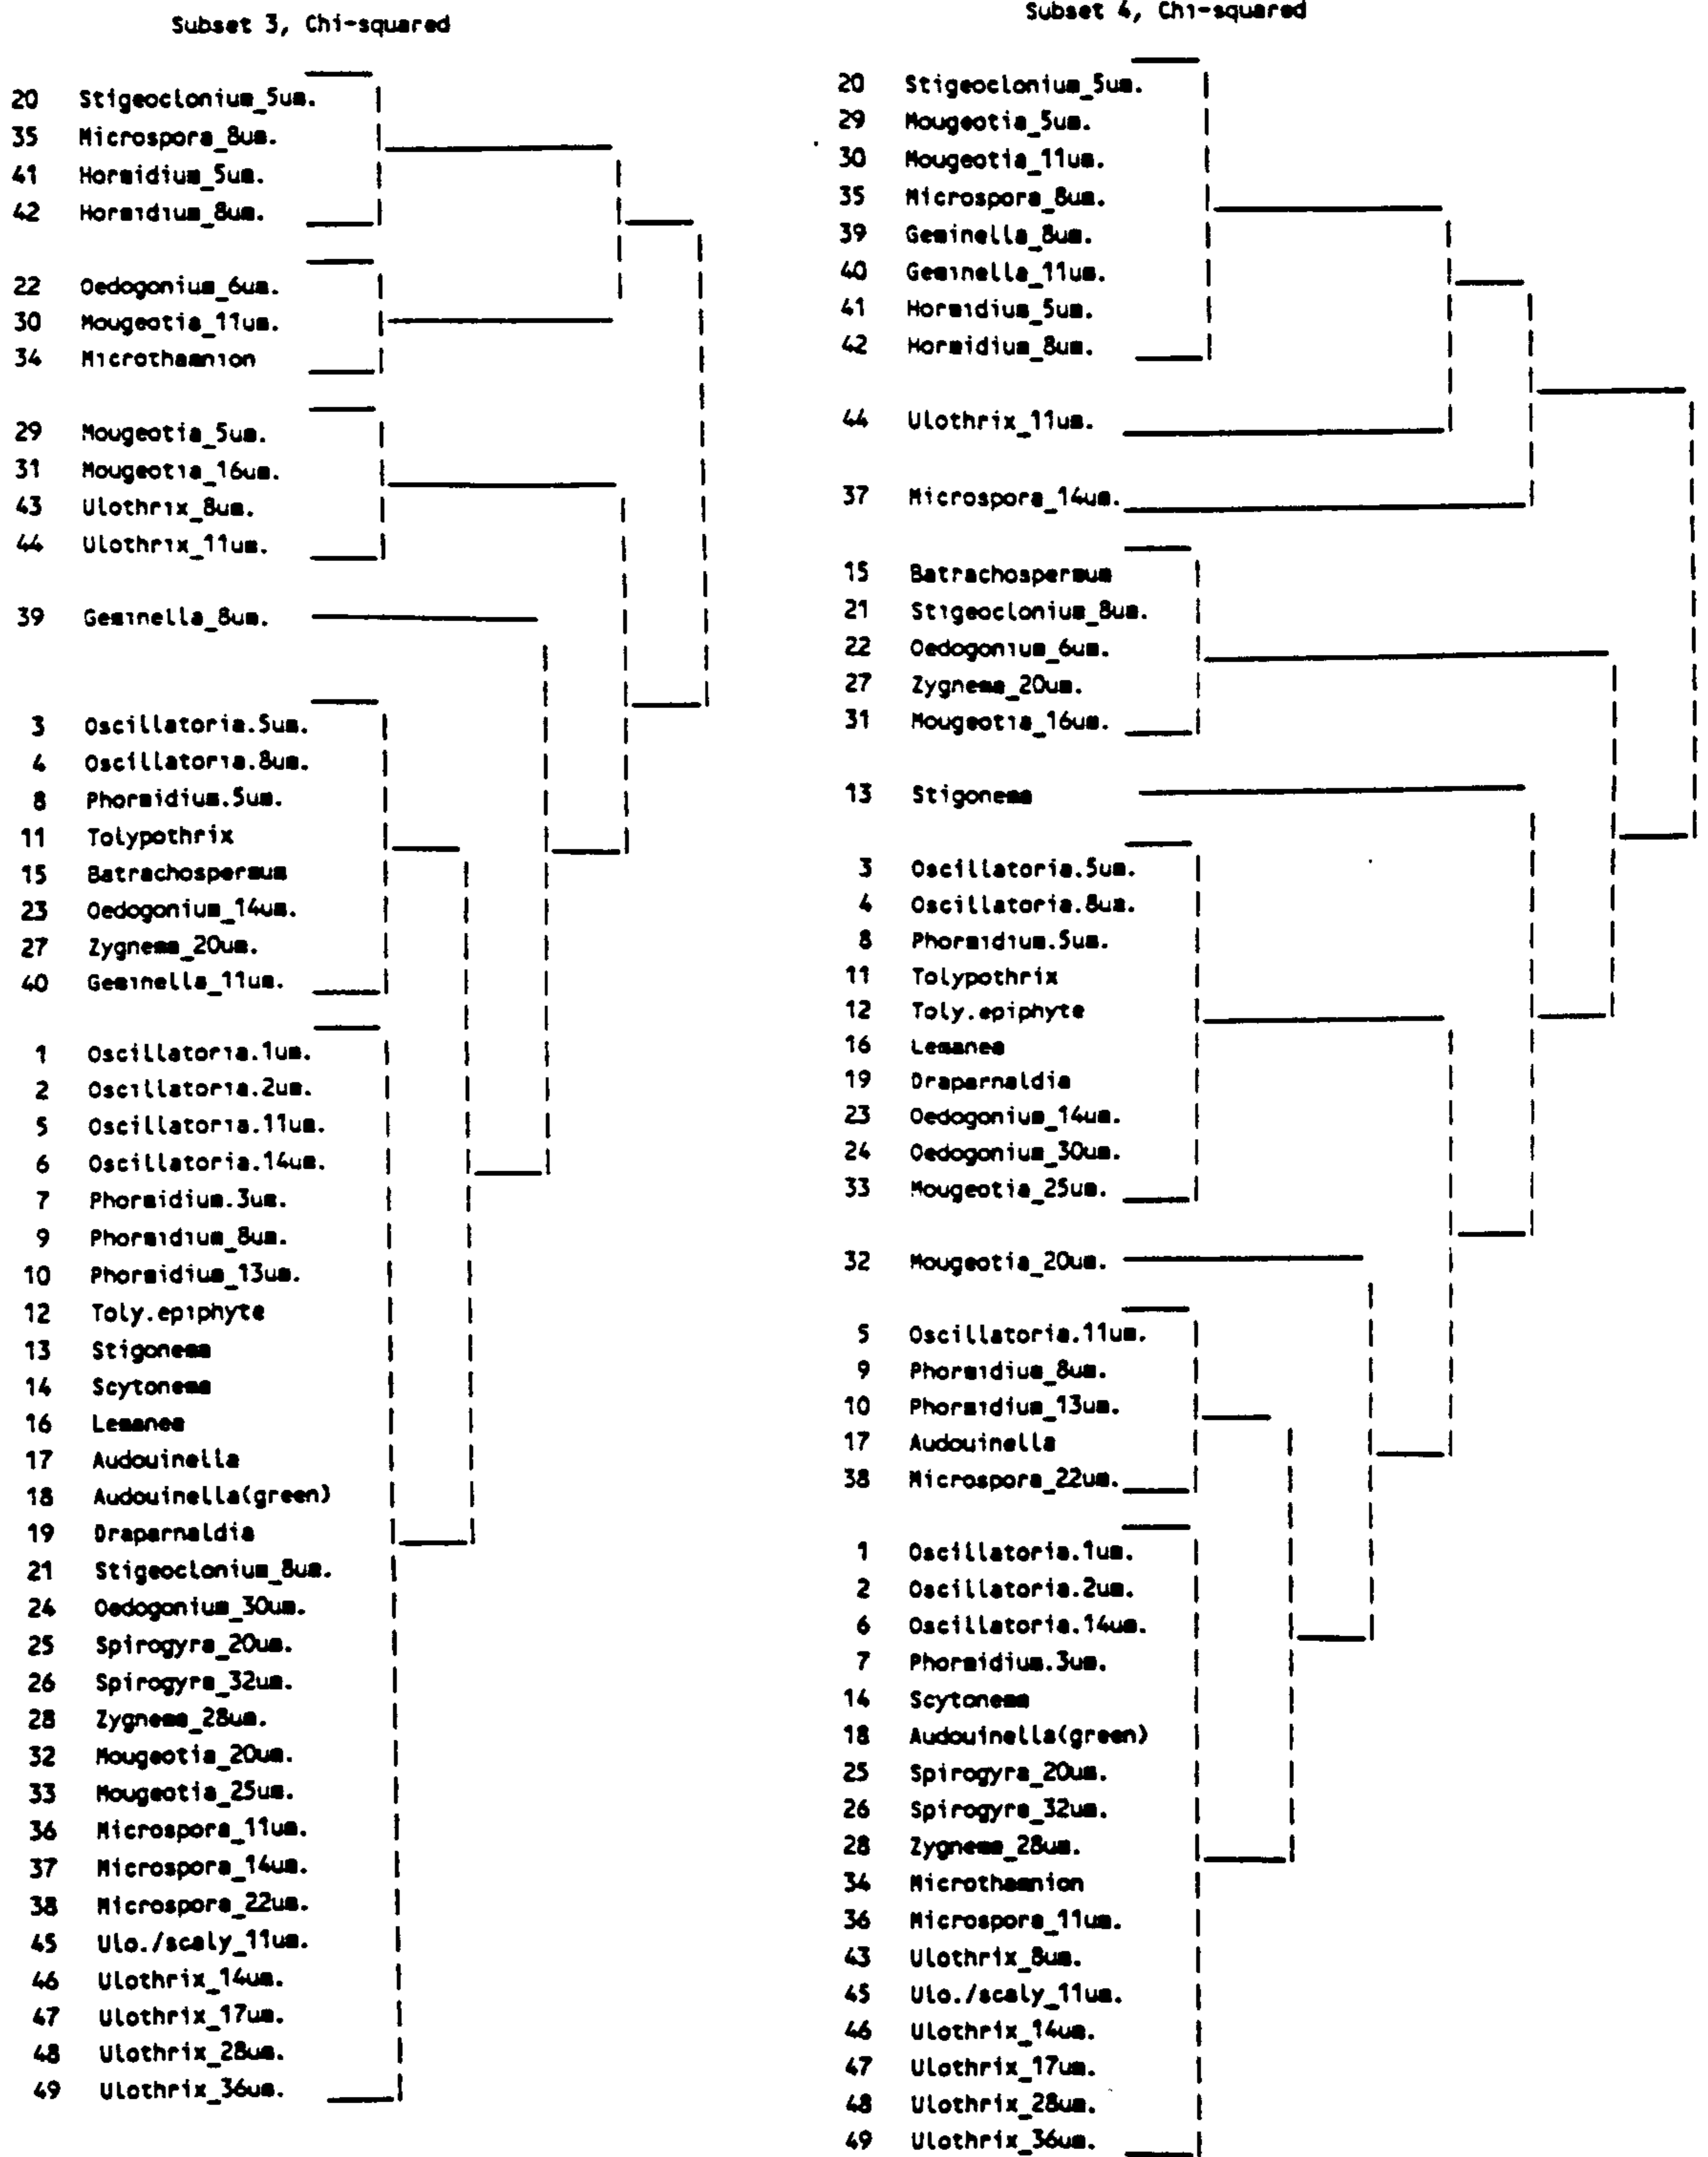 Subset 3, Chi-squared
20 Stigeoclonium_5um.
35 Microspora_8um.
41 Hormidium_5um.
42 Hormidium_8um.
22 Oedogonium_6um.
30 Mougeotia_11um.
34 Microthamnion
29 Mougeotia_5um.
31 Mougeotia_16um.
43 Ulothrix_8um.
44 Ulothrix_11um.
39 Geminella_8um.
3 Oscillatoria.5um.
4 Oscillatoria.8um.
8 Phormidium.5um.
11 Tolypothrix
15 Batrachospermum
23 Oedogonium_14um.
27 Zygnema_20um.
40 Geminella_11um.
1 Oscillatoria.1um.
2 Oscillatoria.2um.
5 Oscillatoria.11um.
6 Oscillatoria.14um.
7 Phormidium.3um.
9 Phormidium_8um.
10 Phormidium_13um.
12 Toly.epiphyte
13 Stigonema
14 Scytonema
16 Lemanea
17 Audouinella
18 Audouinella(green)
19 Draparnaldia
21 Stigeoclonium_8um.
24 Oedogonium_30um.
25 Spirogyra_20um.
26 Spirogyra_32um.
28 Zygnema_28um.
32 Mougeotia_20um.
33 Mougeotia_25um.
36 Microspora_11um.
37 Microspora_14um.
38 Microspora_22um.
45 Ulo./scaly_11um.
46 Ulothrix_14um.
47 Ulothrix_17um.
48 Ulothrix_28um.
49 Ulothrix_36um.
Subset 4, Chi-squared
20 Stigeoclonium_5um.
29 Mougeotia_5um.
30 Mougeotia_11um.
35 Microspora_8um.
39 Geminella_8um.
40 Geminella_11um.
41 Hormidium_5um.
42 Hormidium_8um.
44 Ulothrix_11um.
37 Microspora_14um.
15 Batrachospermum
21 Stigeoclonium_8um.
22 Oedogonium_6um.
27 Zygnema_20um.
31 Mougeotia_16um.
13 Stigonema
3 Oscillatoria.5um.
4 Oscillatoria.8um.
8 Phormidium.5um.
11 Tolypothrix
12 Toly.epiphyte
16 Lemanea
19 Draparnaldia
23 Oedogonium_14um.
24 Oedogonium_30um.
33 Mougeotia_25um.
32 Mougeotia_20um.
5 Oscillatoria.11um.
9 Phormidium_8um.
10 Phormidium_13um.
17 Audouinella
38 Microspora_22um.
1 Oscillatoria.1um.
2 Oscillatoria.2um.
6 Oscillatoria.14um.
7 Phormidium.3um.
14 Scytonema
18 Audouinella(green)
25 Spirogyra_20um.
26 Spirogyra_32um.
28 Zygnema_28um.
34 Microthamnion
36 Microspora_11um.
43 Ulothrix_8um.
45 Ulo./scaly_11um.
46 Ulothrix_14um.
47 Ulothrix_17um.
48 Ulothrix_28um.
49 Ulothrix_36um.